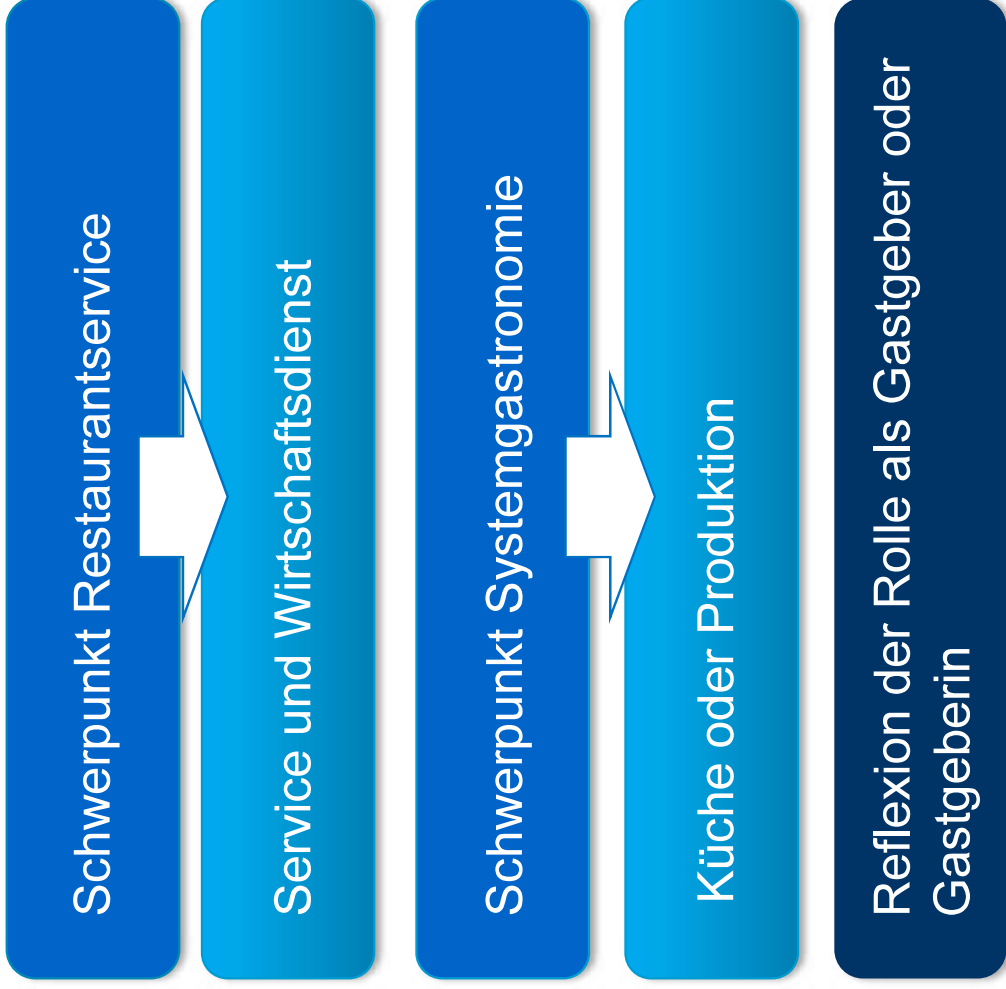 Schwerpunkt Restaurantservice
Service und Wirtschaftsdienst
Schwerpunkt Systemgastronomie
Küche oder Produktion
Reflexion der Rolle als Gastgeber oder
Gastgeberin